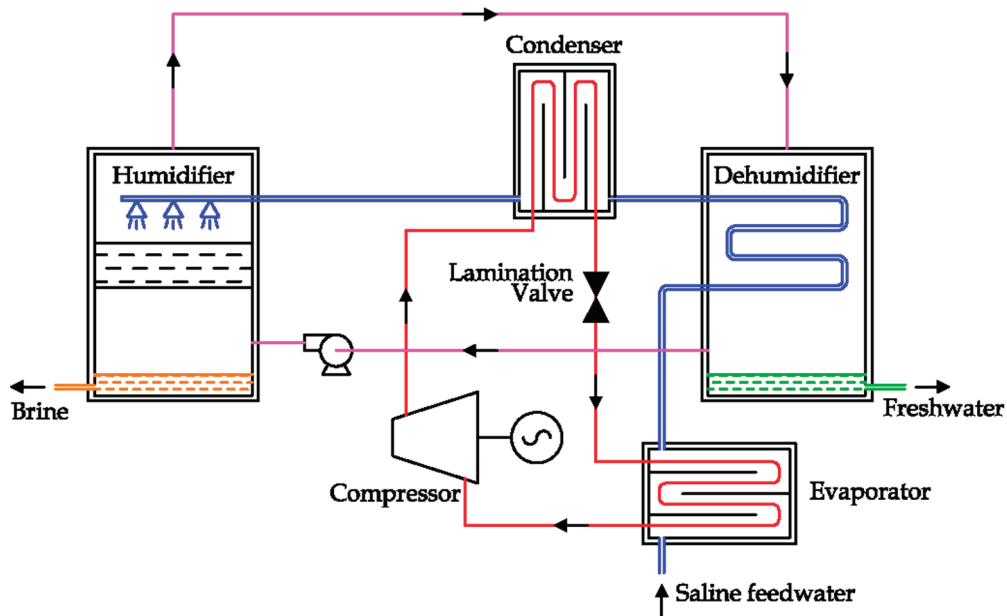 Condenser
Humidifier
Dehumidifier
Lamination
Valve
Brine
Freshwater
Compressor
Evaporator
Saline feedwater